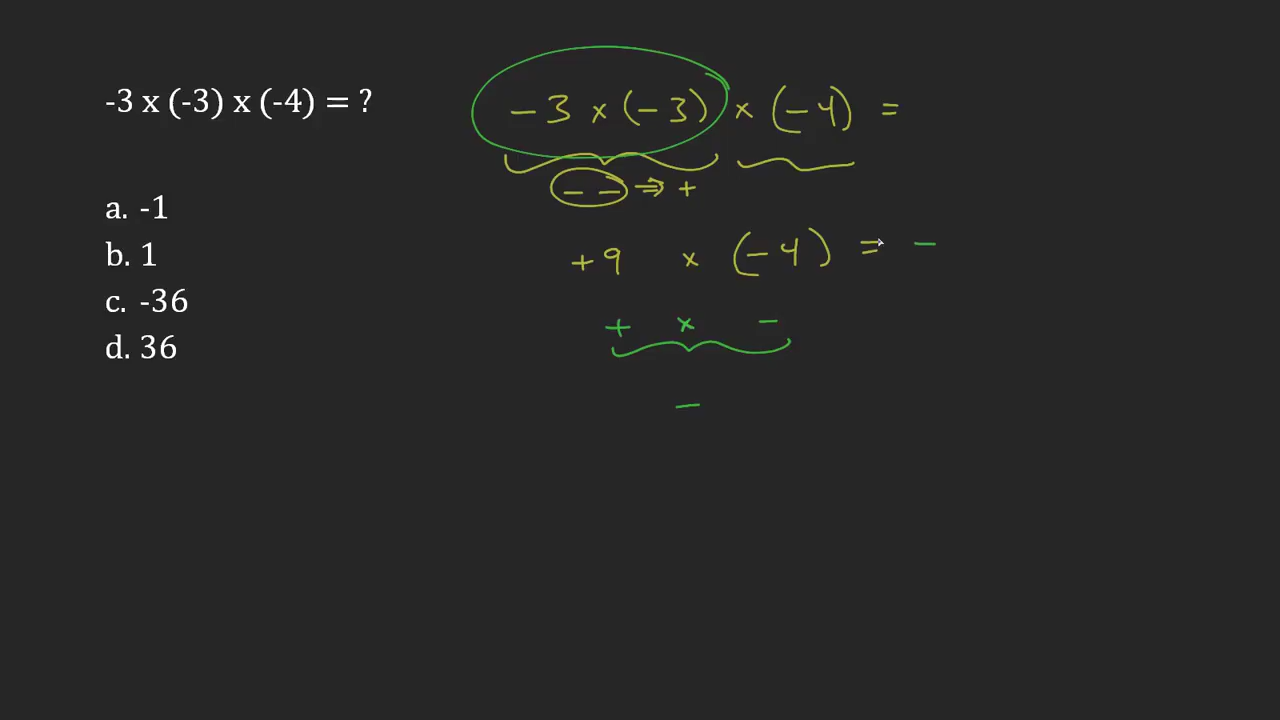 -3 x (-3) x (-4) = ?
a. -1
b. 1
c. -36
d. 36
-3 x (-3) x (-4) =
- - ⇒ +
+9 x (-4) = -
+ x -
-